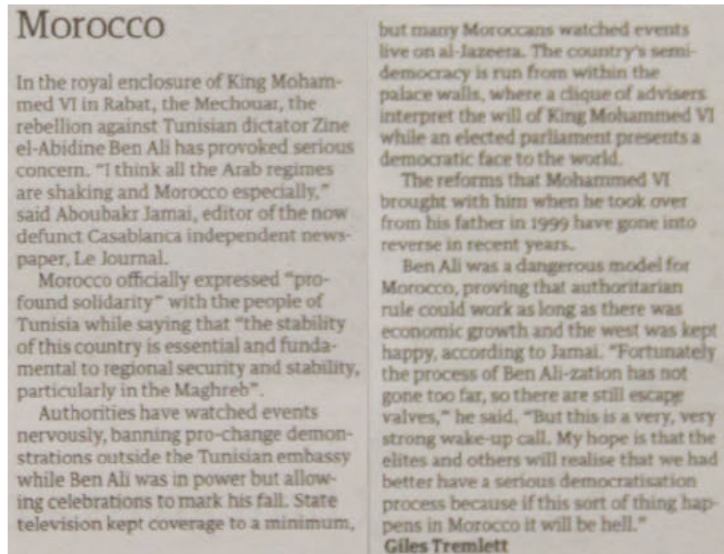 Morocco
In the royal enclosure of King Moham-
med VI in Rabat, the Mechouar, the
rebellion against Tunisian dictator Zine
el-Abidine Ben Ali has provoked serious
concern. "I think all the Arab regimes
are shaking and Morocco especially,"
said Aboubakr Jamai, editor of the now
defunct Casablanca independent news-
paper, Le Journal.
Morocco officially expressed "pro-
found solidarity" with the people of
Tunisia while saying that "the stability
of this country is essential and funda-
mental to regional security and stability,
particularly in the Maghreb".
Authorities have watched events
nervously, banning pro-change demon-
strations outside the Tunisian embassy
while Ben Ali was in power but allow-
ing celebrations to mark his fall. State
television kept coverage to a minimum,
but many Moroccans watched events
live on al-Jazeera. The country's semi-
democracy is run from within the
palace walls, where a clique of advisers
interpret the will of King Mohammed VI
while an elected parliament presents a
democratic face to the world.
The reforms that Mohammed VI
brought with him when he took over
from his father in 1999 have gone into
reverse in recent years.
Ben Ali was a dangerous model for
Morocco, proving that authoritarian
rule could work as long as there was
economic growth and the west was kept
happy, according to Jamai. "Fortunately
the process of Ben Ali-zation has not
gone too far, so there are still escape
valves," he said. "But this is a very, very
strong wake-up call. My hope is that the
elites and others will realise that we had
better have a serious democratisation
process because if this sort of thing hap-
pens in Morocco it will be hell."
Giles Tremlett